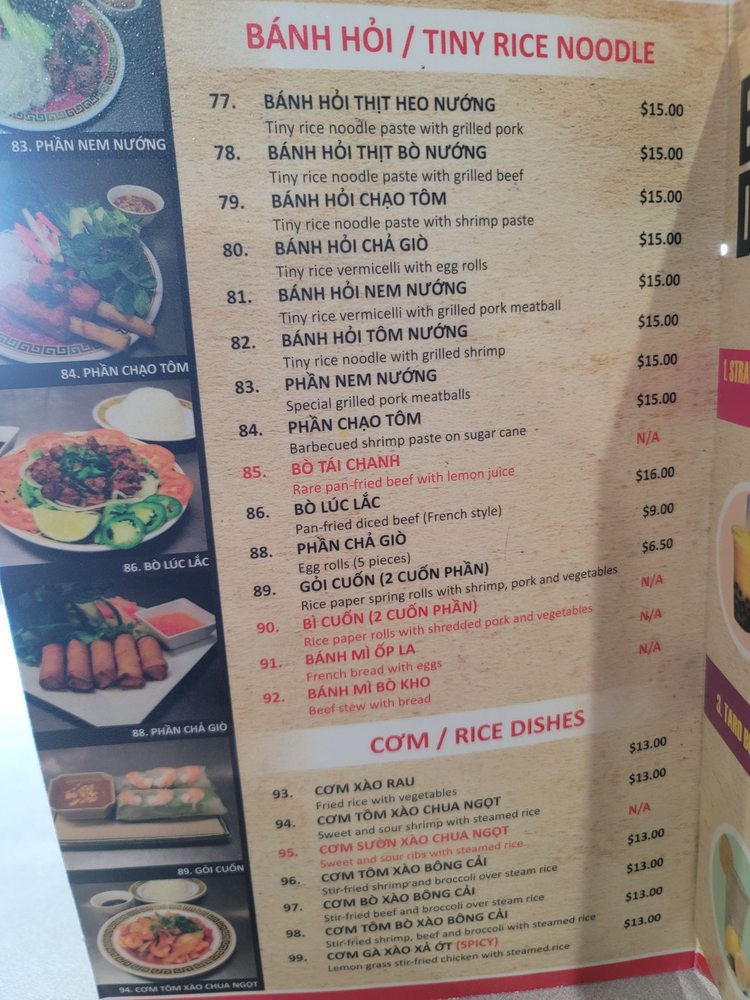 BÁNH HỎI / TINY RICE NOODLE
77. BÁNH HỎI THỊT HEO NƯỚNG $15.00
Tiny rice noodle paste with grilled pork
78. BÁNH HỎI THỊT BÒ NƯỚNG $15.00
Tiny rice noodle paste with grilled beef
79. BÁNH HỎI CHẠO TÔM $15.00
Tiny rice noodle paste with shrimp paste
80. BÁNH HỎI CHẢ GIÒ $15.00
Tiny rice vermicelli with egg rolls
81. BÁNH HỎI NEM NƯỚNG $15.00
Tiny rice vermicelli with grilled pork meatball
82. BÁNH HỎI TÔM NƯỚNG $15.00
Tiny rice noodle with grilled shrimp
83. PHẦN NEM NƯỚNG $15.00
Special grilled pork meatballs
84. PHẦN CHẠO TÔM $15.00
Barbecued shrimp paste on sugar cane
85. BÒ TÁI CHANH N/A
Rare pan-fried beef with lemon juice
86. BÒ LÚC LẮC $16.00
Pan-fried diced beef (French style)
88. PHẦN CHẢ GIÒ $9.00
Egg rolls (5 pieces)
89. GỎI CUỐN (2 CUỐN PHẦN) $6.50
Rice paper spring rolls with shrimp, pork and vegetables
90. BÌ CUỐN (2 CUỐN PHẦN) N/A
Rice paper rolls with shredded pork and vegetables
91. BÁNH MÌ ỐP LA N/A
French bread with eggs
92. BÁNH MÌ BÒ KHO N/A
Beef stew with bread
CƠM / RICE DISHES
93. CƠM XÀO RAU $13.00
Fried rice with vegetables
94. CƠM TÔM XÀO CHUA NGỌT $13.00
Sweet and sour shrimp with steamed rice
95. CƠM SƯỜN XÀO CHUA NGỌT N/A
Sweet and sour ribs with steamed rice
96. CƠM TÔM XÀO BÔNG CẢI $13.00
Stir-fried shrimp and broccoli over steam rice
97. CƠM BÒ XÀO BÔNG CẢI $13.00
Stir-fried beef and broccoli over steam rice
98. CƠM TÔM BÒ XÀO BÔNG CẢI $13.00
Stir-fried shrimp, beef and broccoli with steamed rice
99. CƠM GÀ XÀO XẢ ỚT (SPICY) $13.00
Lemon grass stir-fried chicken with steamed rice
83. PHẦN NEM NƯỚNG
84. PHẦN CHẠO TÔM
86. BÒ LÚC LẮC
88. PHẦN CHẢ GIÒ
89. GỎI CUỐN
94. CƠM TÔM XÀO CHUA NGỌT